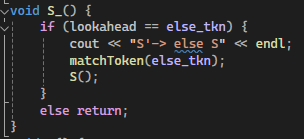 void S_() {
if (lookahead == else_tkn) {
cout << "S'-> else S" << endl;
matchToken(else_tkn);
S();
}
else return;
}